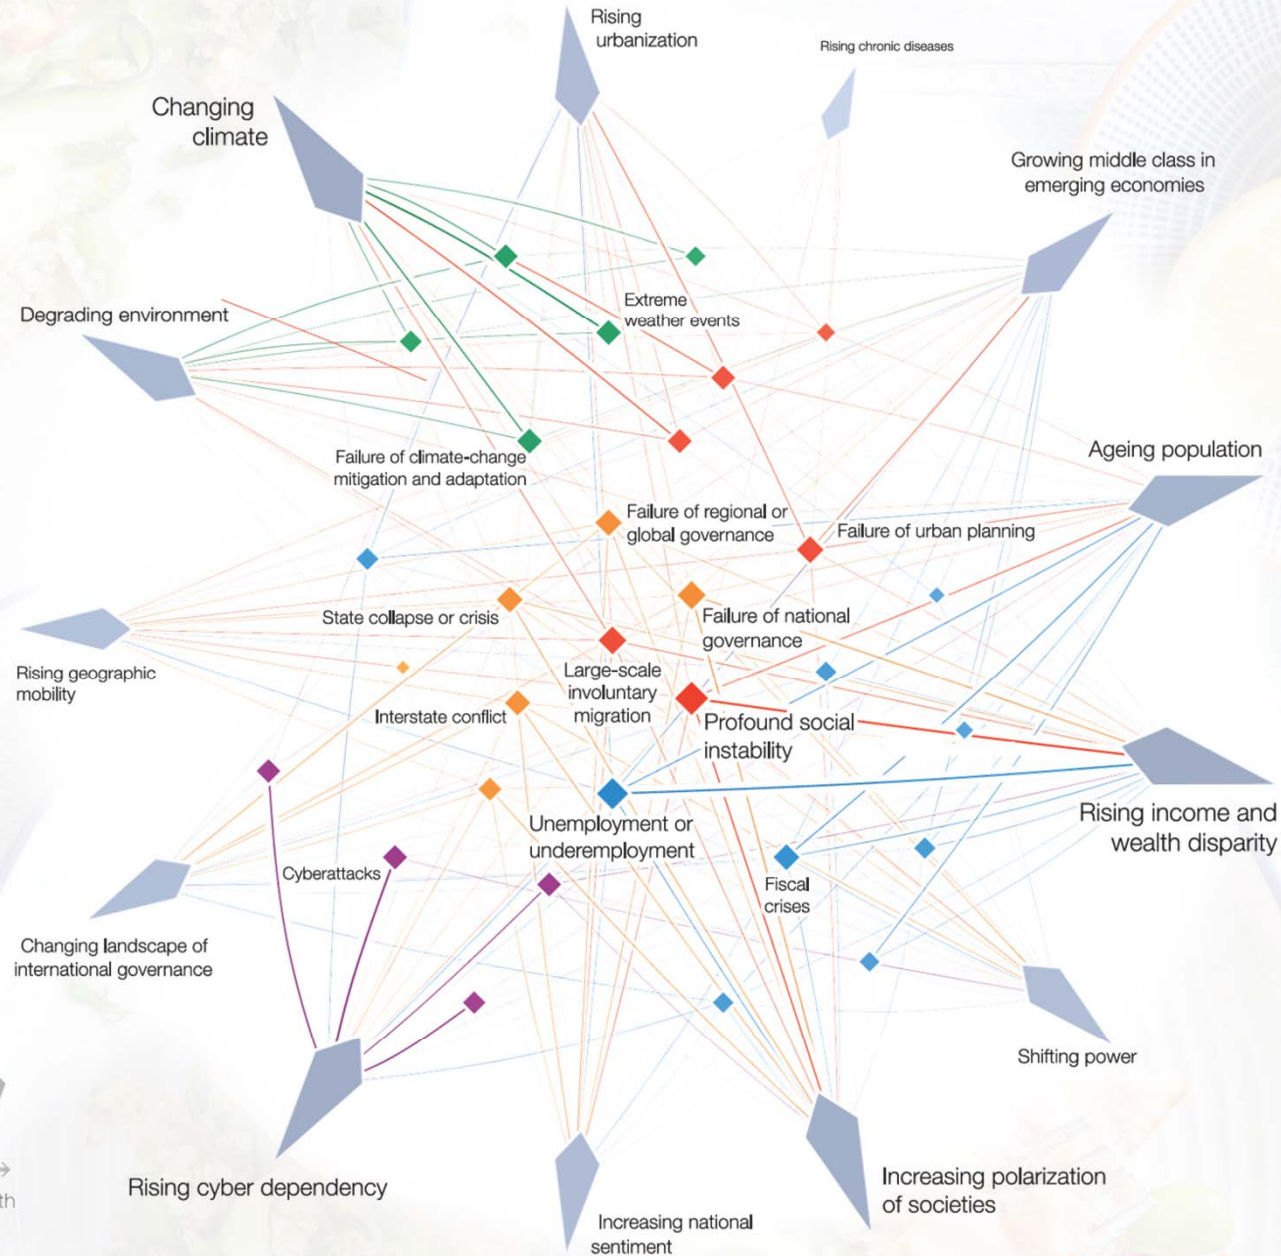 Rising
urbanization
Rising chronic diseases
Changing
climate
Growing middle class in
emerging economies
Degrading environment
Extreme
weather events
Ageing population
Failure of climate-change
mitigation and adaptation
Failure of regional or
global governance
Failure of urban planning
State collapse or crisis
Failure of national
governance
Rising geographic
mobility
Large-scale
involuntary
migration
Interstate conflict
Profound social
instability
Unemployment or
underemployment
Rising income and
wealth disparity
Cyberattacks
Fiscal
crises
Changing landscape of
international governance
Shifting power
Rising cyber dependency
Increasing polarization
of societies
Increasing national
sentiment